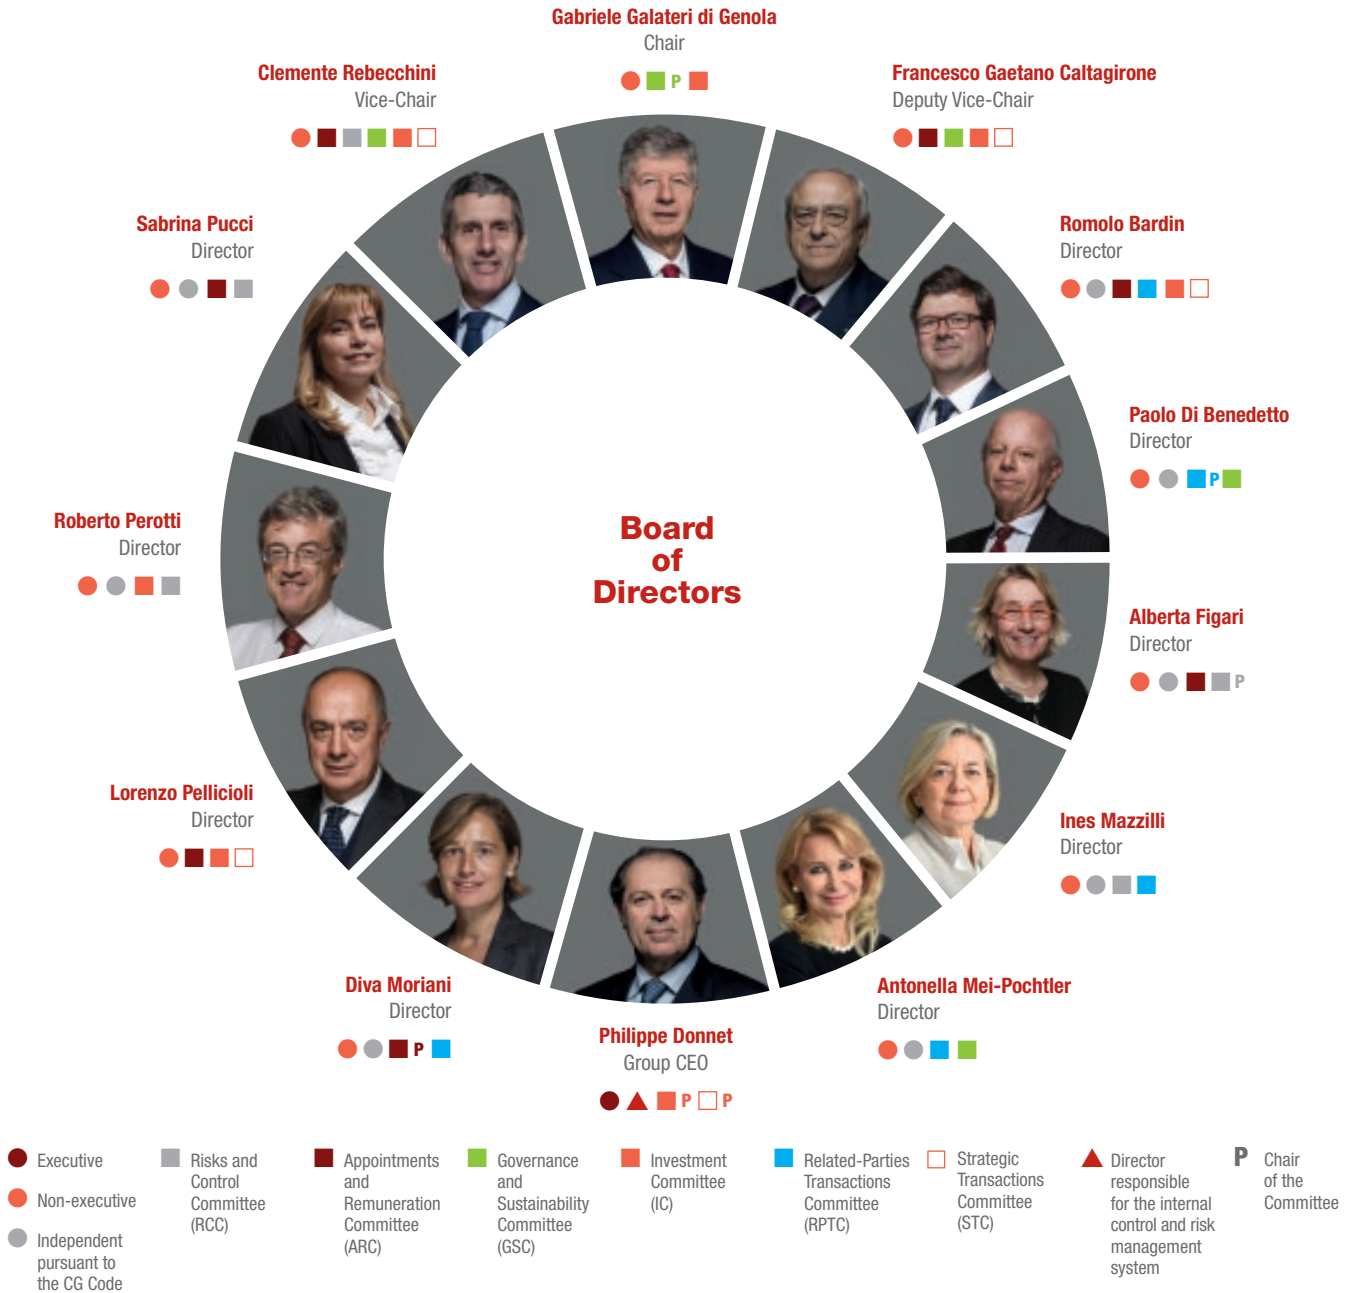 Gabriele Galateri di Genola
Chair
P
Clemente Rebecchini
Vice-Chair
Francesco Gaetano Caltagirone
Deputy Vice-Chair
Sabrina Pucci
Director
Romolo Bardin
Director
Paolo Di Benedetto
Director
P
Roberto Perotti
Director
Board
of
Directors
Alberta Figari
Director
P
Lorenzo Pellicioli
Director
Ines Mazzilli
Director
Diva Moriani
Director
P
Philippe Donnet
Group CEO
P P
Antonella Mei-Pochtler
Director
Executive
Non-executive
Independent
pursuant to
the CG Code
Risks and
Control
Committee
(RCC)
Appointments
and
Remuneration
Committee
(ARC)
Governance
and
Sustainability
Committee
(GSC)
Investment
Committee
(IC)
Related-Parties
Transactions
Committee
(RPTC)
Strategic
Transactions
Committee
(STC)
Director
responsible
for the internal
control and risk
management
system
P Chair
of the
Committee